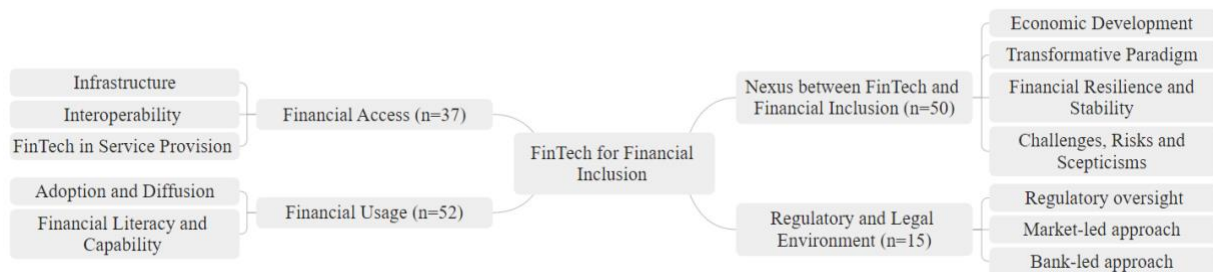 Infrastructure
Interoperability
FinTech in Service Provision
Financial Access (n=37)
Adoption and Diffusion
Financial Literacy and
Capability
Financial Usage (n=52)
FinTech for Financial
Inclusion
Nexus between FinTech and
Financial Inclusion (n=50)
Economic Development
Transformative Paradigm
Financial Resilience and
Stability
Challenges, Risks and
Scepticisms
Regulatory and Legal
Environment (n=15)
Regulatory oversight
Market-led approach
Bank-led approach